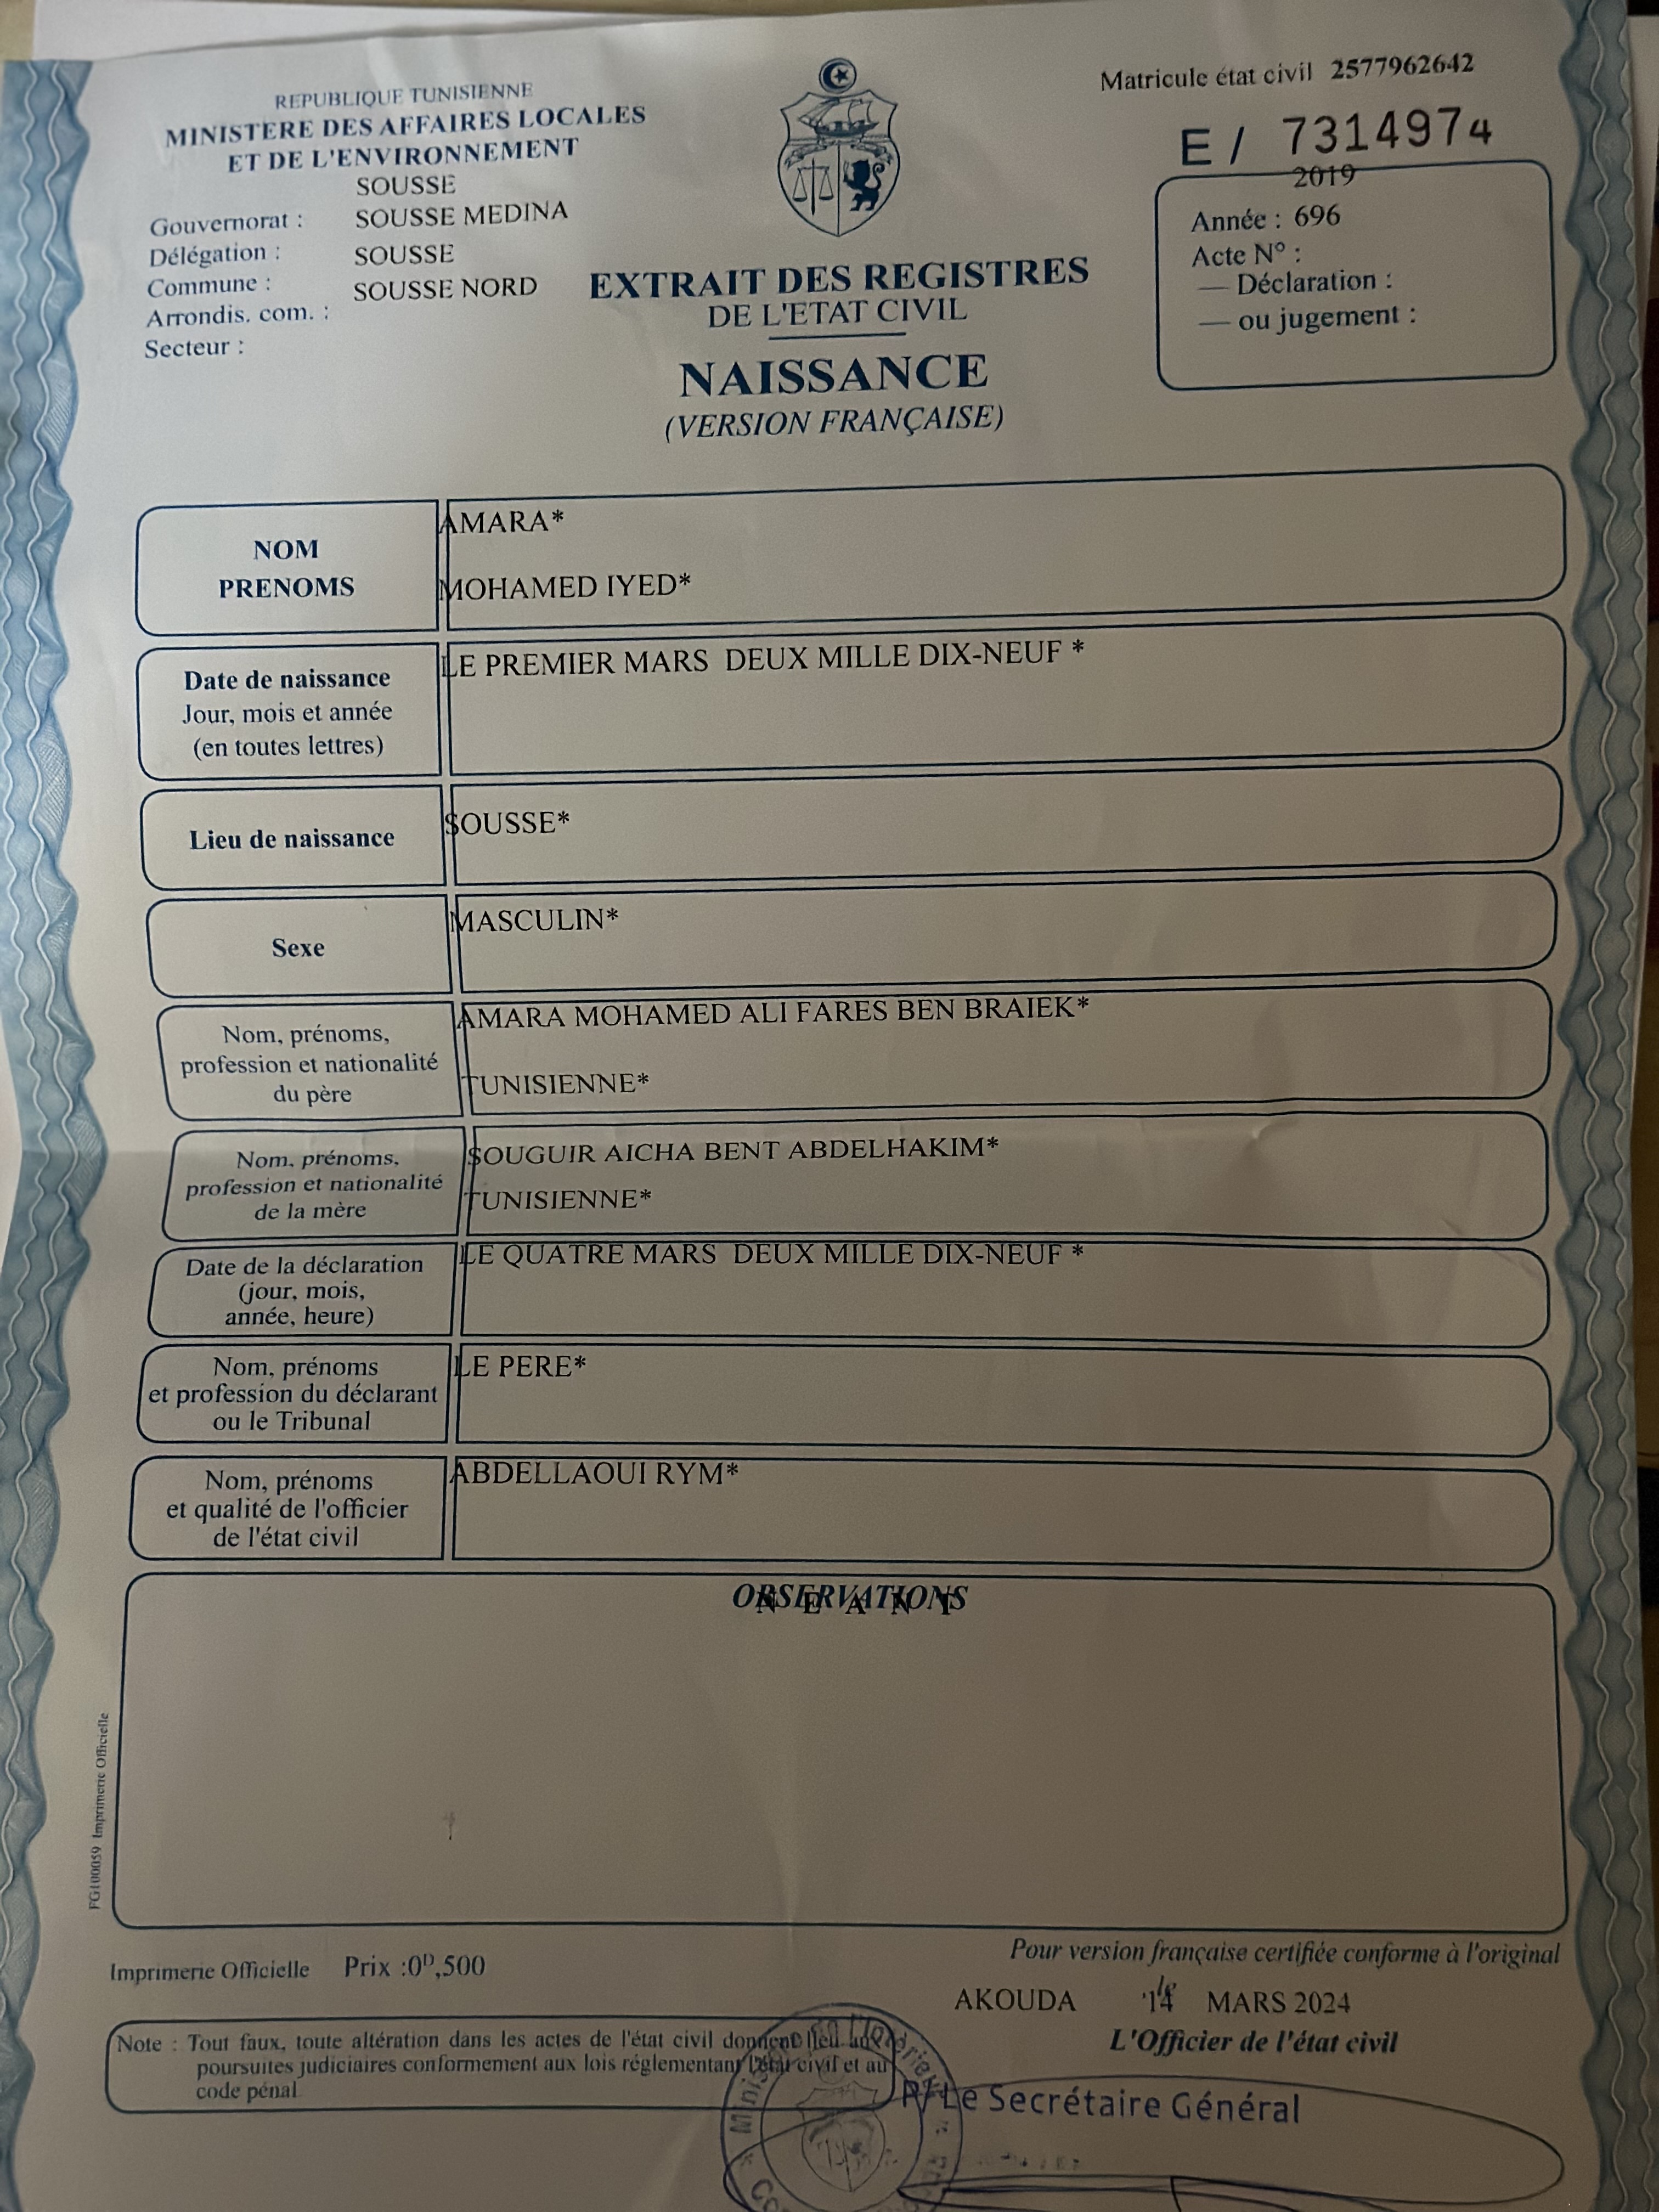 REPUBLIQUE TUNISIENNE
MINISTERE DES AFFAIRES LOCALES
ET DE L'ENVIRONNEMENT
SOUSSE
Gouvernorat : SOUSSE MEDINA
Délégation : SOUSSE
Commune : SOUSSE NORD
Arrondis. com. :
Secteur :
Matricule état civil 2577962642
E / 7314974
2019
Année : 696
Acte N° :
— Déclaration :
— ou jugement :
EXTRAIT DES REGISTRES
DE L'ETAT CIVIL
NAISSANCE
(VERSION FRANÇAISE)
NOM AMARA*
PRENOMS MOHAMED IYED*
Date de naissance LE PREMIER MARS DEUX MILLE DIX-NEUF *
Jour, mois et année
(en toutes lettres)
Lieu de naissance SOUSSE*
Sexe MASCULIN*
Nom, prénoms, AMARA MOHAMED ALI FARES BEN BRAIEK*
profession et nationalité
du père TUNISIENNE*
Nom, prénoms, SOUGUIR AICHA BENT ABDELHAKIM*
profession et nationalité TUNISIENNE*
de la mère
Date de la déclaration LE QUATRE MARS DEUX MILLE DIX-NEUF *
(jour, mois,
année, heure)
Nom, prénoms LE PERE*
et profession du déclarant
ou le Tribunal
Nom, prénoms ABDELLAOUI RYM*
et qualité de l'officier
de l'état civil
OBSERVATIONS
N E A N T
FG100059 Imprimerie Officielle
Imprimerie Officielle Prix :0ᴰ,500
Pour version française certifiée conforme à l'original
AKOUDA le 14 MARS 2024
L'Officier de l'état civil
Note : Tout faux, toute altération dans les actes de l'état civil donnent lieu aux
poursuites judiciaires conformement aux lois réglementant l'état civil et au
code pénal
P/ Le Secrétaire Général